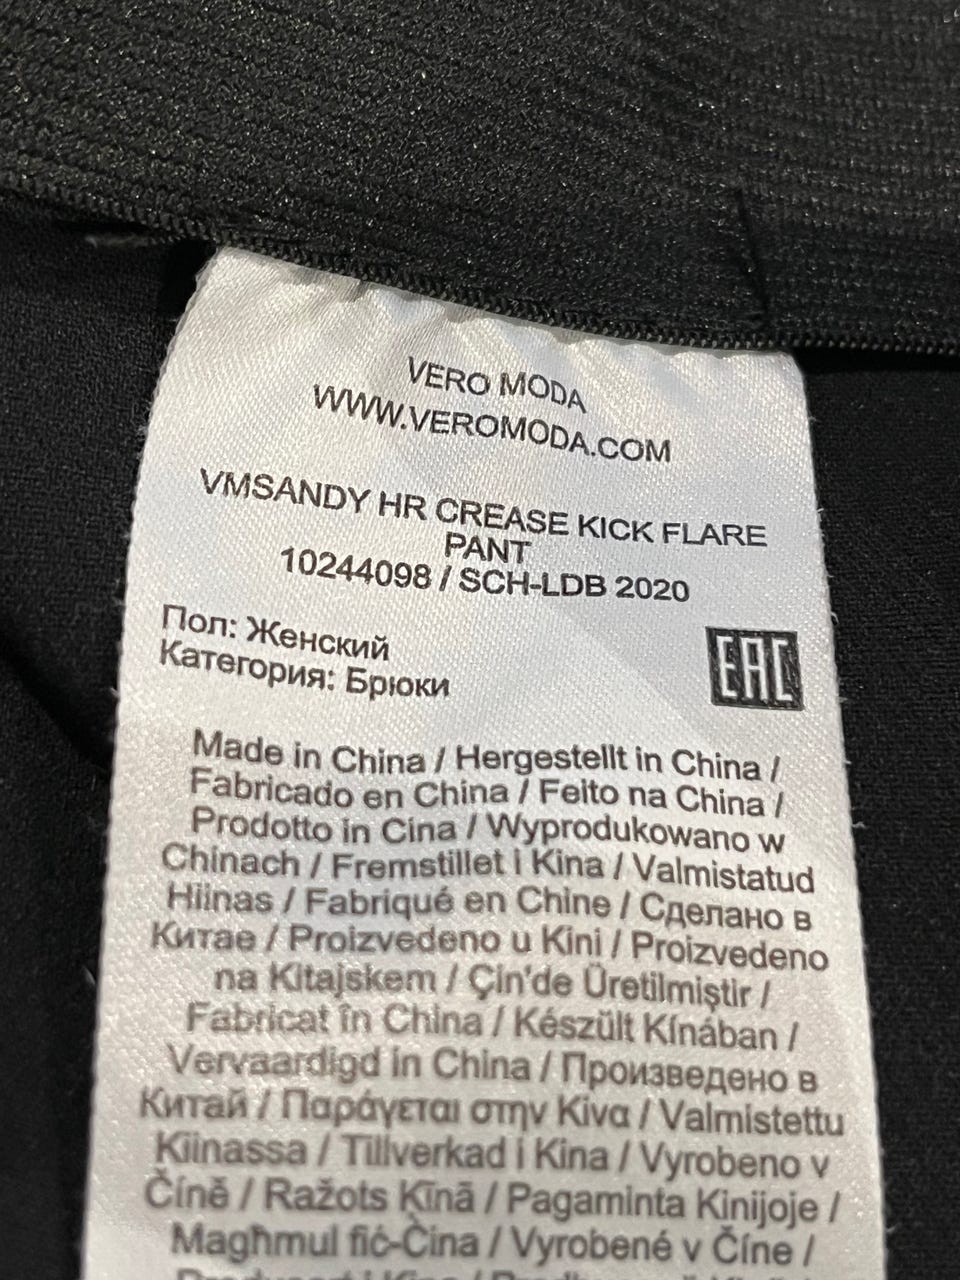 VERO MODA
WWW.VEROMODA.COM
VMSANDY HR CREASE KICK FLARE
PANT
10244098 / SCH-LDB 2020
Пол: Женский
Категория: Брюки
EAC
Made in China / Hergestellt in China /
Fabricado en China / Feito na China /
Prodotto in Cina / Wyprodukowano w
Chinach / Fremstillet i Kina / Valmistatud
Hiinas / Fabriqué en Chine / Сделано в
Китае / Proizvedeno u Kini / Proizvedeno
na Kitajskem / Çin'de Üretilmiştir /
Fabricat în China / Készült Kínában /
Vervaardigd in China / Произведено в
Китай / Παράγεται στην Κίνα / Valmistettu
Kiinassa / Tillverkad i Kina / Vyrobeno v
Číně / Ražots Ķīnā / Pagaminta Kinijoje /
Magħmul fiċ-Ċina / Vyrobené v Číne /